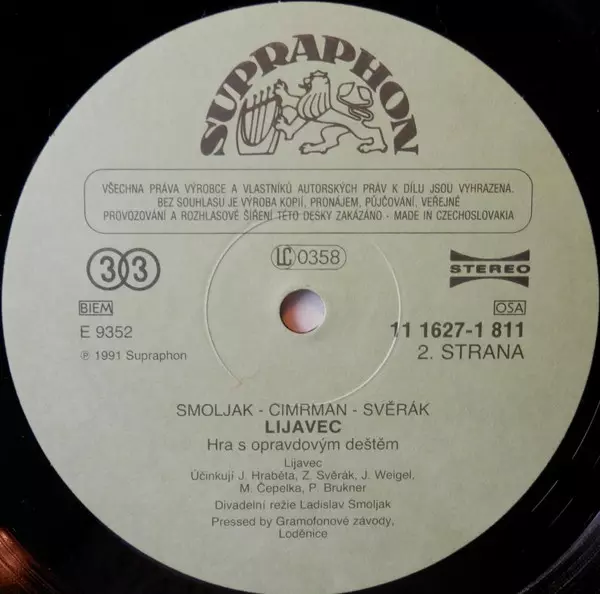 SUPRAPHON
VŠECHNA PRÁVA VÝROBCE A VLASTNÍKŮ AUTORSKÝCH PRÁV K DÍLU JSOU VYHRAZENA.
BEZ SOUHLASU JE VÝROBA KOPIÍ, PRONÁJEM, PŮJČOVÁNÍ, VEŘEJNÉ
PROVOZOVÁNÍ A ROZHLASOVÉ ŠÍŘENÍ TÉTO DESKY ZAKÁZÁNO - MADE IN CZECHOSLOVAKIA
33
LC 0358
STEREO
BIEM
OSA
E 9352
11 1627-1 811
℗ 1991 Supraphon
2. STRANA
SMOLJAK - CIMRMAN - SVĚRÁK
LIJAVEC
Hra s opravdovým deštěm
Lijavec
Účinkují J. Hraběta, Z. Svěrák, J. Weigel,
M. Čepelka, P. Brukner
Divadelní režie Ladislav Smoljak
Pressed by Gramofonové závody,
Loděnice